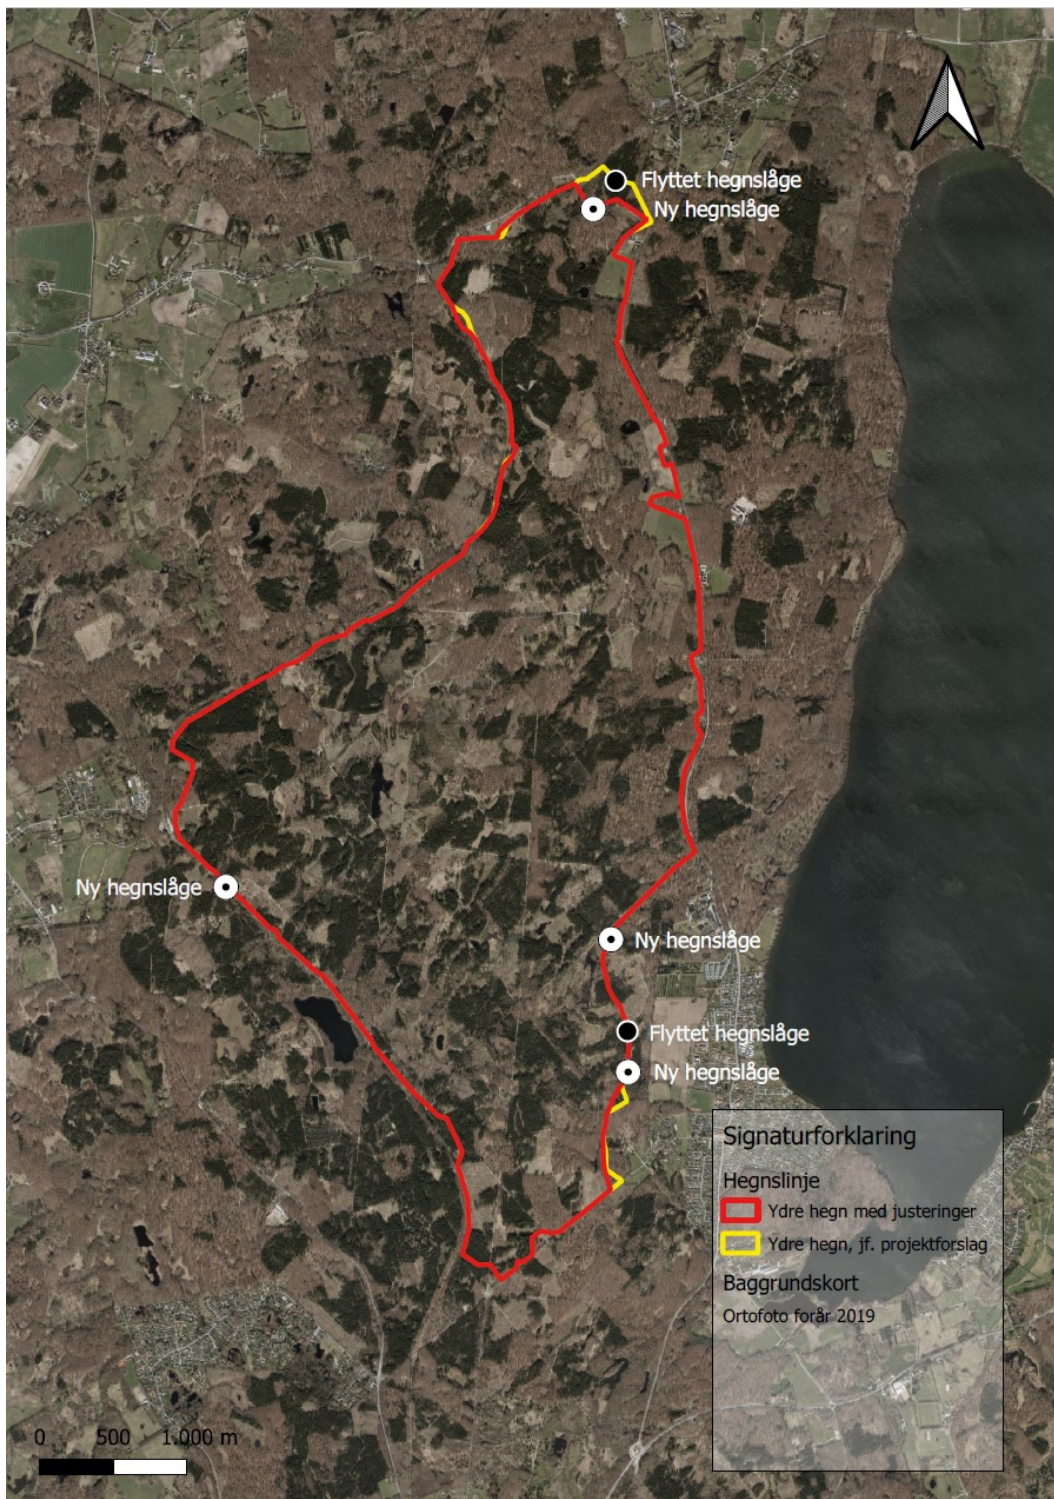 Flyttet hegnslåge
Ny hegnslåge
Ny hegnslåge
Ny hegnslåge
Flyttet hegnslåge
Ny hegnslåge
Signaturforklaring
Hegnslinje
Ydre hegn med justeringer
Ydre hegn, jf. projektforslag
Baggrundskort
Ortofoto forår 2019
0 500 1.000 m